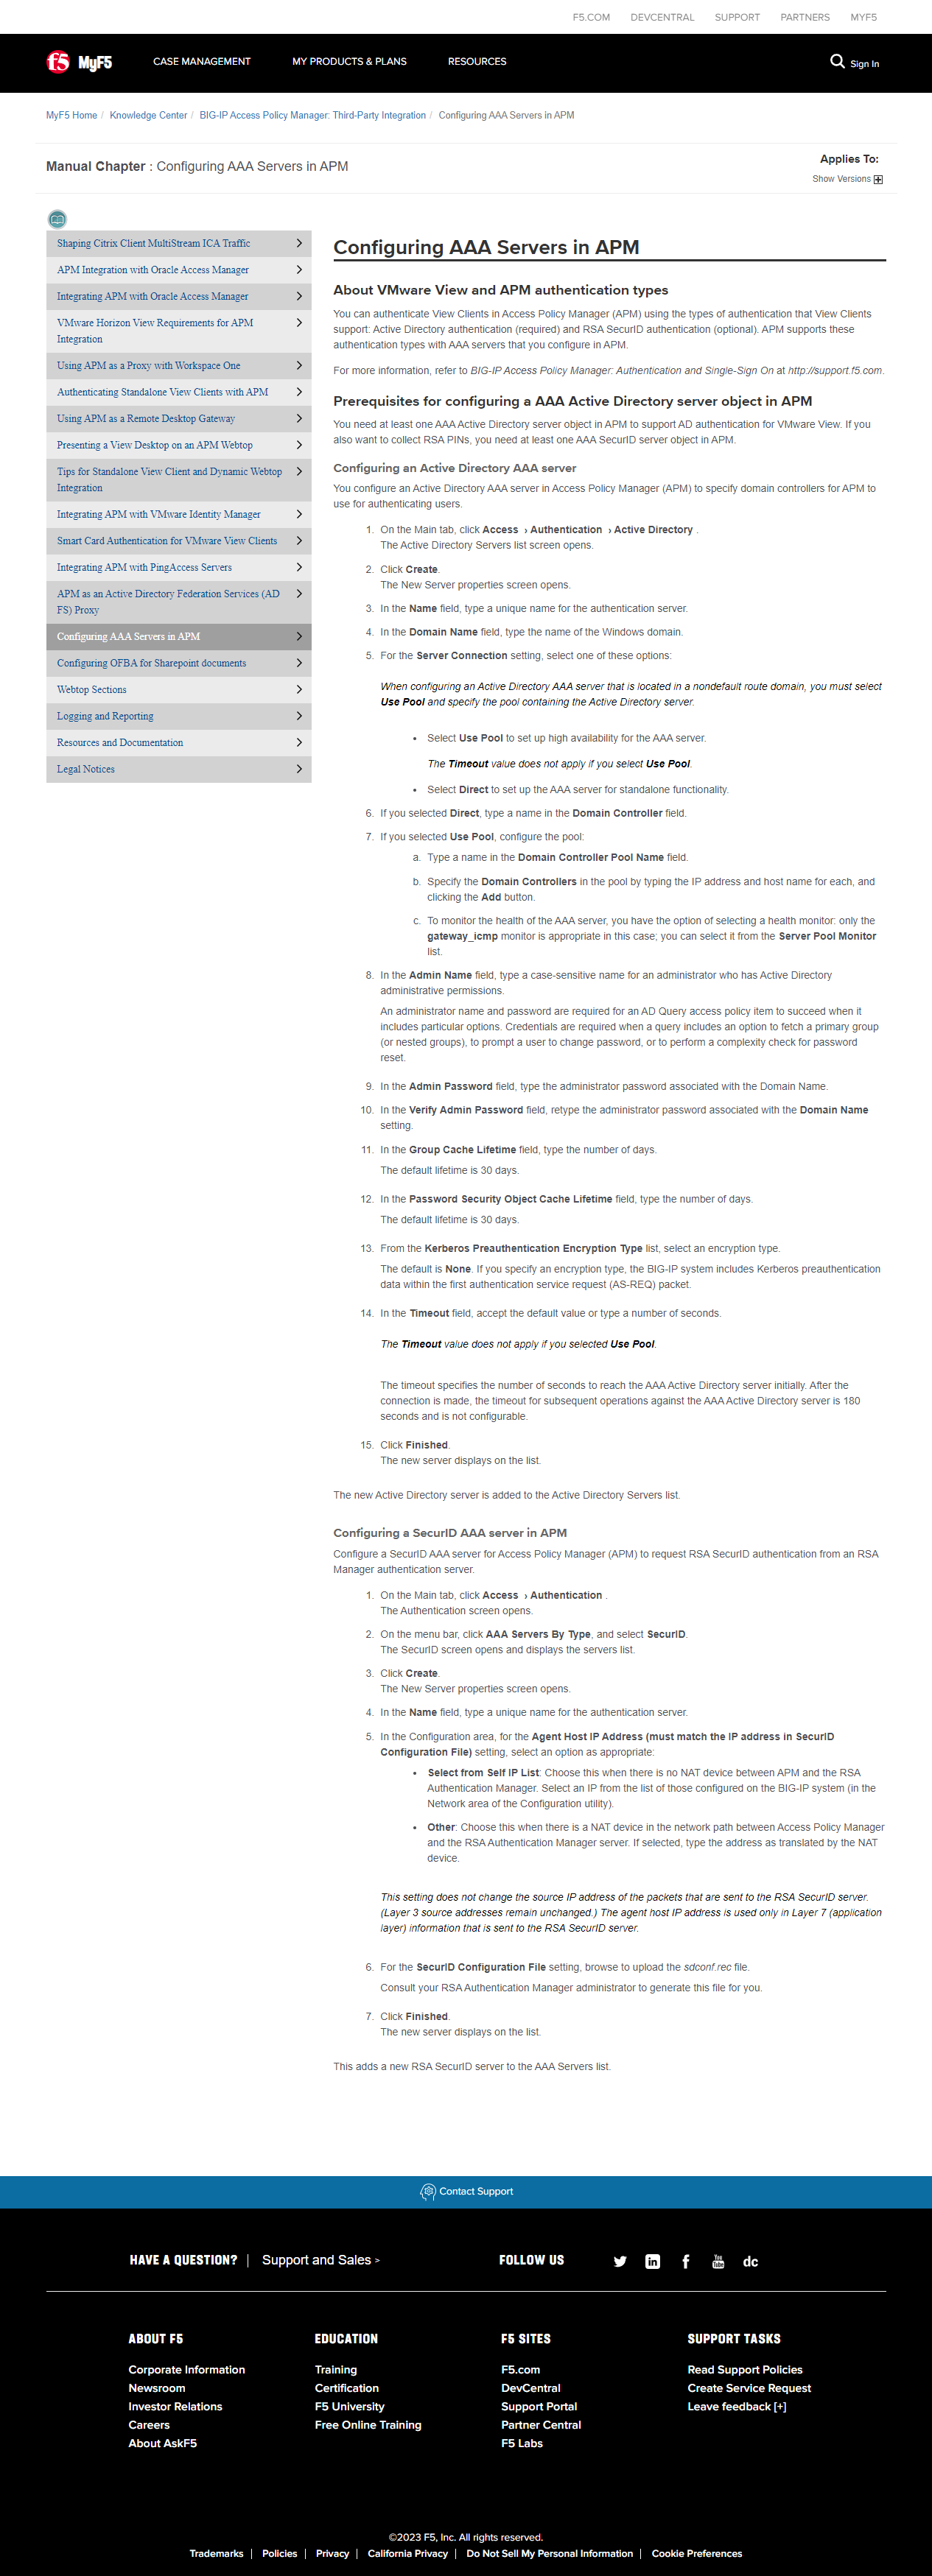 F5.COM DEVCENTRAL SUPPORT PARTNERS MYF5
f5 MyF5 CASE MANAGEMENT MY PRODUCTS & PLANS RESOURCES Sign In
MyF5 Home / Knowledge Center / BIG-IP Access Policy Manager: Third-Party Integration / Configuring AAA Servers in APM
Manual Chapter : Configuring AAA Servers in APM
Applies To:
Show Versions
Shaping Citrix Client MultiStream ICA Traffic
APM Integration with Oracle Access Manager
Integrating APM with Oracle Access Manager
VMware Horizon View Requirements for APM
Integration
Using APM as a Proxy with Workspace One
Authenticating Standalone View Clients with APM
Using APM as a Remote Desktop Gateway
Presenting a View Desktop on an APM Webtop
Tips for Standalone View Client and Dynamic Webtop
Integration
Integrating APM with VMware Identity Manager
Smart Card Authentication for VMware View Clients
Integrating APM with PingAccess Servers
APM as an Active Directory Federation Services (AD
FS) Proxy
Configuring AAA Servers in APM
Configuring OFBA for Sharepoint documents
Webtop Sections
Logging and Reporting
Resources and Documentation
Legal Notices
Configuring AAA Servers in APM
About VMware View and APM authentication types
You can authenticate View Clients in Access Policy Manager (APM) using the types of authentication that View Clients
support: Active Directory authentication (required) and RSA SecurID authentication (optional). APM supports these
authentication types with AAA servers that you configure in APM.
For more information, refer to BIG-IP Access Policy Manager: Authentication and Single-Sign On at http://support.f5.com.
Prerequisites for configuring a AAA Active Directory server object in APM
You need at least one AAA Active Directory server object in APM to support AD authentication for VMware View. If you
also want to collect RSA PINs, you need at least one AAA SecurID server object in APM.
Configuring an Active Directory AAA server
You configure an Active Directory AAA server in Access Policy Manager (APM) to specify domain controllers for APM to
use for authenticating users.
1. On the Main tab, click Access › Authentication › Active Directory .
The Active Directory Servers list screen opens.
2. Click Create.
The New Server properties screen opens.
3. In the Name field, type a unique name for the authentication server.
4. In the Domain Name field, type the name of the Windows domain.
5. For the Server Connection setting, select one of these options:
When configuring an Active Directory AAA server that is located in a nondefault route domain, you must select
Use Pool and specify the pool containing the Active Directory server.
• Select Use Pool to set up high availability for the AAA server.
The Timeout value does not apply if you select Use Pool.
• Select Direct to set up the AAA server for standalone functionality.
6. If you selected Direct, type a name in the Domain Controller field.
7. If you selected Use Pool, configure the pool:
a. Type a name in the Domain Controller Pool Name field.
b. Specify the Domain Controllers in the pool by typing the IP address and host name for each, and
clicking the Add button.
c. To monitor the health of the AAA server, you have the option of selecting a health monitor: only the
gateway_icmp monitor is appropriate in this case; you can select it from the Server Pool Monitor
list.
8. In the Admin Name field, type a case-sensitive name for an administrator who has Active Directory
administrative permissions.
An administrator name and password are required for an AD Query access policy item to succeed when it
includes particular options. Credentials are required when a query includes an option to fetch a primary group
(or nested groups), to prompt a user to change password, or to perform a complexity check for password
reset.
9. In the Admin Password field, type the administrator password associated with the Domain Name.
10. In the Verify Admin Password field, retype the administrator password associated with the Domain Name
setting.
11. In the Group Cache Lifetime field, type the number of days.
The default lifetime is 30 days.
12. In the Password Security Object Cache Lifetime field, type the number of days.
The default lifetime is 30 days.
13. From the Kerberos Preauthentication Encryption Type list, select an encryption type.
The default is None. If you specify an encryption type, the BIG-IP system includes Kerberos preauthentication
data within the first authentication service request (AS-REQ) packet.
14. In the Timeout field, accept the default value or type a number of seconds.
The Timeout value does not apply if you selected Use Pool.
The timeout specifies the number of seconds to reach the AAA Active Directory server initially. After the
connection is made, the timeout for subsequent operations against the AAA Active Directory server is 180
seconds and is not configurable.
15. Click Finished.
The new server displays on the list.
The new Active Directory server is added to the Active Directory Servers list.
Configuring a SecurID AAA server in APM
Configure a SecurID AAA server for Access Policy Manager (APM) to request RSA SecurID authentication from an RSA
Manager authentication server.
1. On the Main tab, click Access › Authentication .
The Authentication screen opens.
2. On the menu bar, click AAA Servers By Type, and select SecurID.
The SecurID screen opens and displays the servers list.
3. Click Create.
The New Server properties screen opens.
4. In the Name field, type a unique name for the authentication server.
5. In the Configuration area, for the Agent Host IP Address (must match the IP address in SecurID
Configuration File) setting, select an option as appropriate:
• Select from Self IP List: Choose this when there is no NAT device between APM and the RSA
Authentication Manager. Select an IP from the list of those configured on the BIG-IP system (in the
Network area of the Configuration utility).
• Other: Choose this when there is a NAT device in the network path between Access Policy Manager
and the RSA Authentication Manager server. If selected, type the address as translated by the NAT
device.
This setting does not change the source IP address of the packets that are sent to the RSA SecurID server.
(Layer 3 source addresses remain unchanged.) The agent host IP address is used only in Layer 7 (application
layer) information that is sent to the RSA SecurID server.
6. For the SecurID Configuration File setting, browse to upload the sdconf.rec file.
Consult your RSA Authentication Manager administrator to generate this file for you.
7. Click Finished.
The new server displays on the list.
This adds a new RSA SecurID server to the AAA Servers list.
Contact Support
HAVE A QUESTION? | Support and Sales > FOLLOW US in f You Tube dc
ABOUT F5
Corporate Information
Newsroom
Investor Relations
Careers
About AskF5
EDUCATION
Training
Certification
F5 University
Free Online Training
F5 SITES
F5.com
DevCentral
Support Portal
Partner Central
F5 Labs
SUPPORT TASKS
Read Support Policies
Create Service Request
Leave feedback [+]
©2023 F5, Inc. All rights reserved.
Trademarks | Policies | Privacy | California Privacy | Do Not Sell My Personal Information | Cookie Preferences